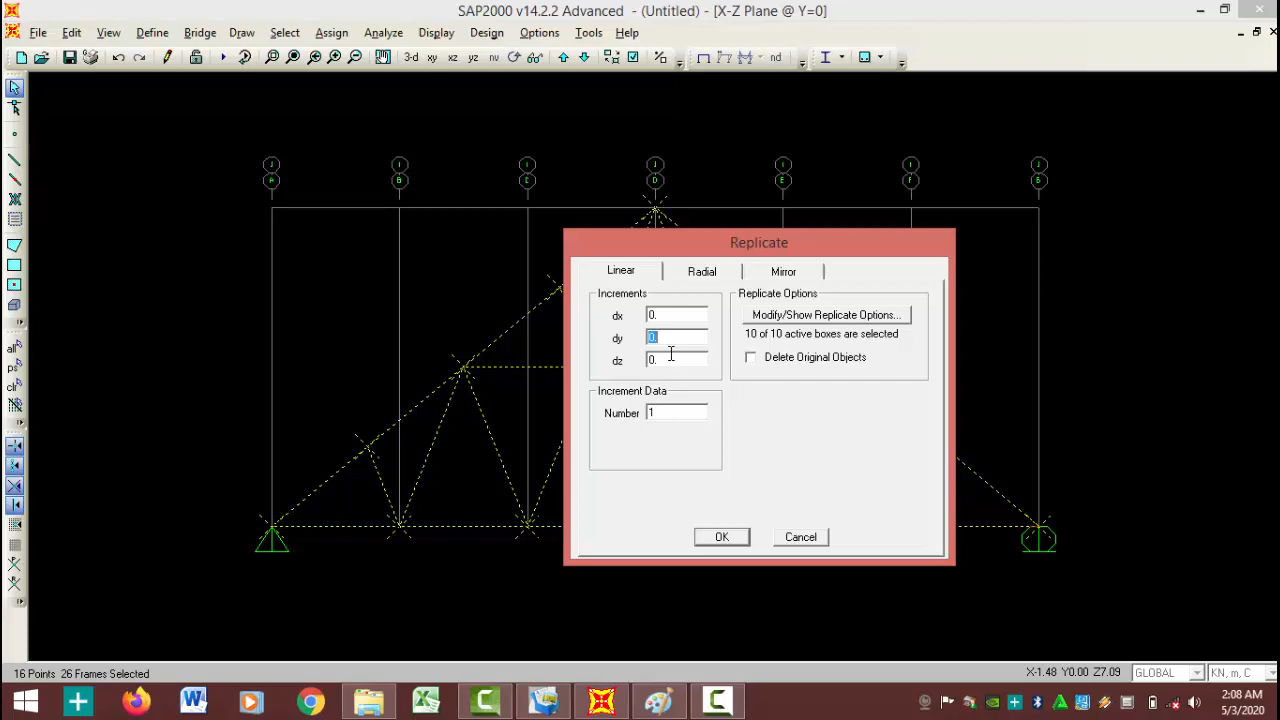 SAP2000 v14.2.2 Advanced - (Untitled) - [X-Z Plane @ Y=0]
File Edit View Define Bridge Draw Select Assign Analyze Display Design Options Tools Help
3-d xy xz yz nv nd
all
ps
clr
A B C D E F
Replicate
Linear Radial Mirror
Increments
dx 0.
dy 0.
dz 0.
Increment Data
Number 1
Replicate Options
Modify/Show Replicate Options...
10 of 10 active boxes are selected
Delete Original Objects
OK Cancel
16 Points 26 Frames Selected
X-1.48 Y0.00 Z7.09
GLOBAL
KN, m, C
2:08 AM
5/3/2020